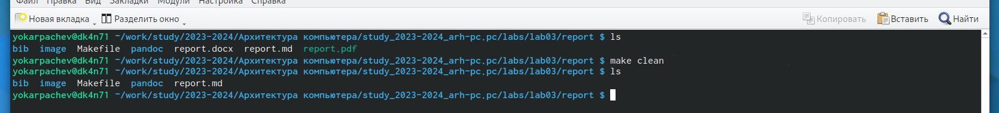 Файл Правка Вид Закладки Модули Настройка Справка
Новая вкладка Разделить окно Копировать Вставить Найти
yokarpachev@dk4n71 ~/work/study/2023-2024/Архитектура компьютера/study_2023-2024_arh-pc.pc/labs/lab03/report $ ls
bib image Makefile pandoc report.docx report.md report.pdf
yokarpachev@dk4n71 ~/work/study/2023-2024/Архитектура компьютера/study_2023-2024_arh-pc.pc/labs/lab03/report $ make clean
yokarpachev@dk4n71 ~/work/study/2023-2024/Архитектура компьютера/study_2023-2024_arh-pc.pc/labs/lab03/report $ ls
bib image Makefile pandoc report.md
yokarpachev@dk4n71 ~/work/study/2023-2024/Архитектура компьютера/study_2023-2024_arh-pc.pc/labs/lab03/report $